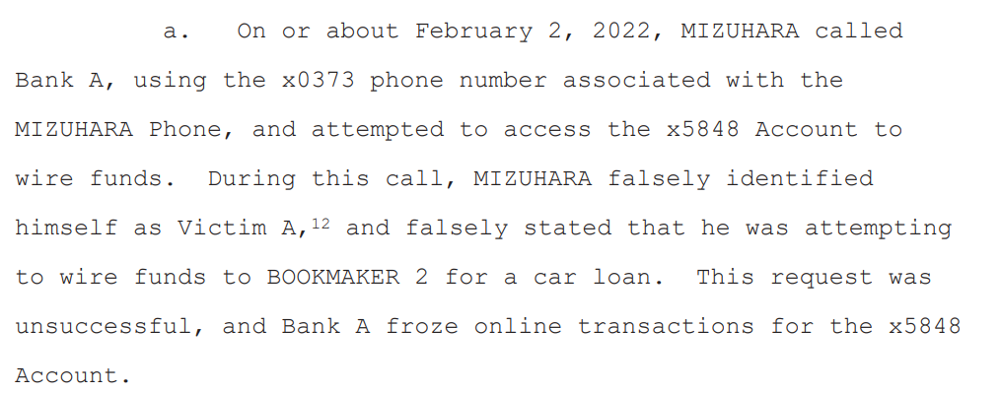 a. On or about February 2, 2022, MIZUHARA called
Bank A, using the x0373 phone number associated with the
MIZUHARA Phone, and attempted to access the x5848 Account to
wire funds. During this call, MIZUHARA falsely identified
himself as Victim A,¹² and falsely stated that he was attempting
to wire funds to BOOKMAKER 2 for a car loan. This request was
unsuccessful, and Bank A froze online transactions for the x5848
Account.